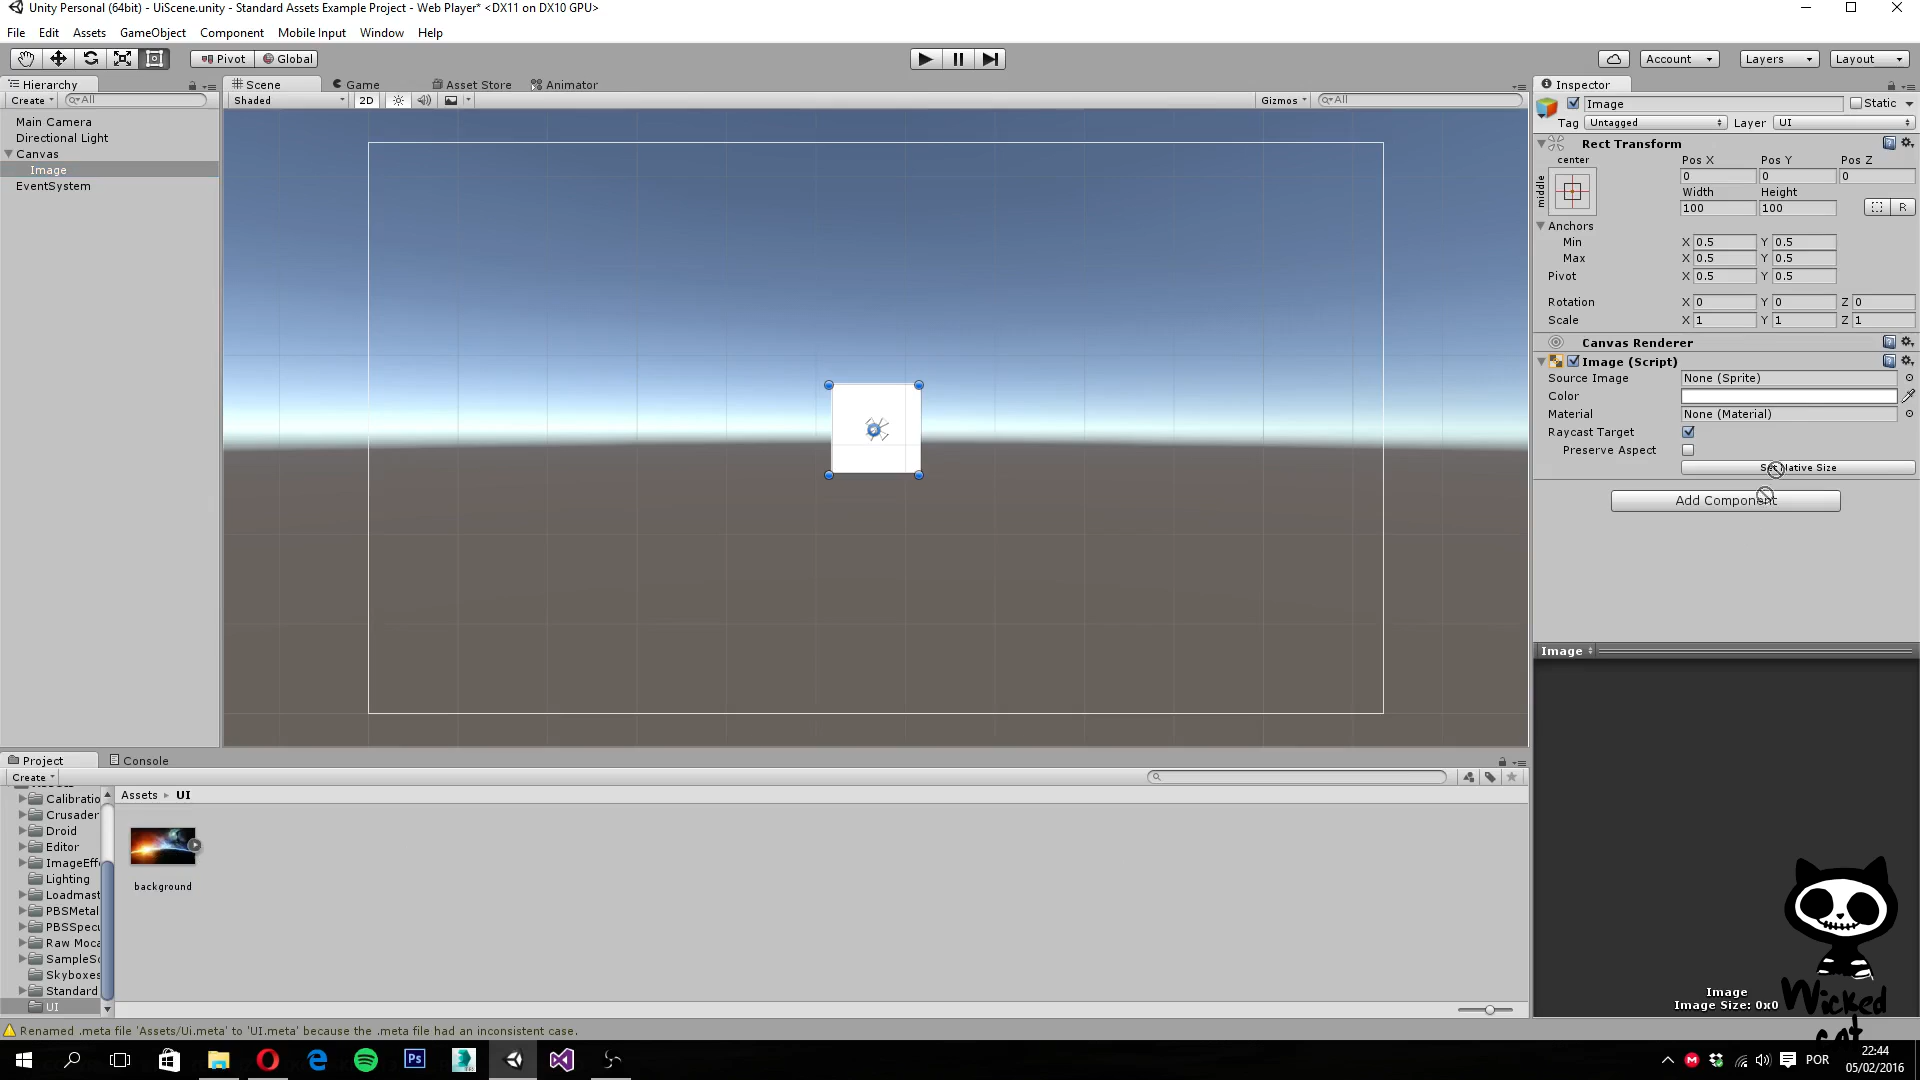 Unity Personal (64bit) - UiScene.unity - Standard Assets Example Project - Web Player* <DX11 on DX10 GPU>
File Edit Assets GameObject Component Mobile Input Window Help
Pivot Global Account Layers Layout
Hierarchy Scene Game Asset Store Animator Inspector
Create All Shaded 2D Gizmos All
Image Static
Tag Untagged Layer UI
Main Camera
Directional Light
Canvas
Image
EventSystem
Rect Transform
center Pos X Pos Y Pos Z
middle 0 0 0
Width Height
100 100 R
Anchors
Min X 0.5 Y 0.5
Max X 0.5 Y 0.5
Pivot X 0.5 Y 0.5
Rotation X 0 Y 0 Z 0
Scale X 1 Y 1 Z 1
Canvas Renderer
Image (Script)
Source Image None (Sprite)
Color
Material None (Material)
Raycast Target
Preserve Aspect
Set Native Size
Add Component
Image
Project Console
Create
Assets UI
Calibratio
Crusader
Droid
Editor
ImageEffe
Lighting
Loadmast
PBSMetal
PBSSpecu
Raw Moca
SampleSc
Skyboxes
Standard
UI
background
Image
Image Size: 0x0
Wicked
cat
Renamed .meta file 'Assets/Ui.meta' to 'UI.meta' because the .meta file had an inconsistent case.
Ps POR
22:44
05/02/2016